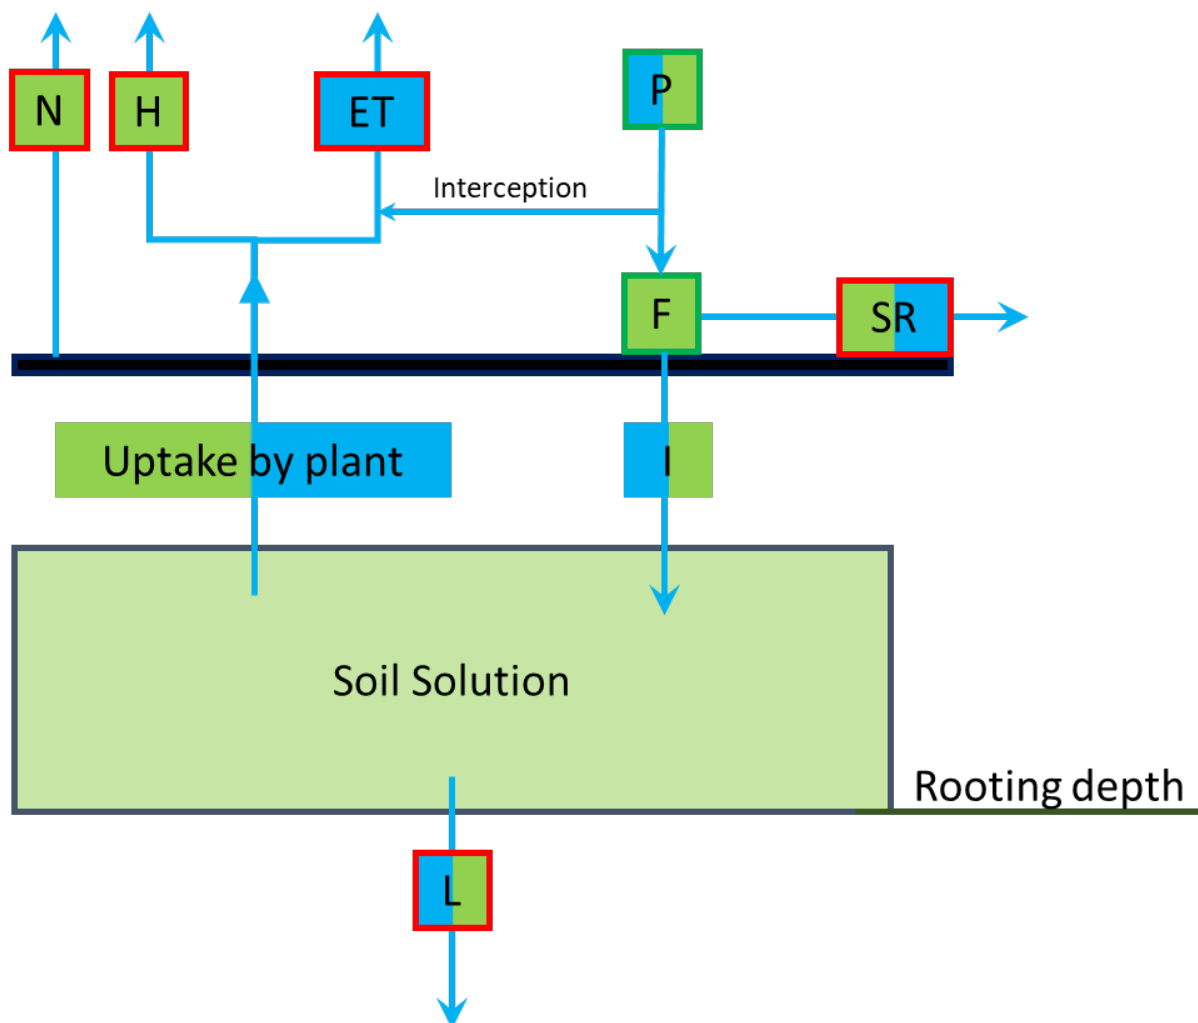 N
H
ET
P
Interception
F
SR
Uptake by plant
I
Soil Solution
Rooting depth
L